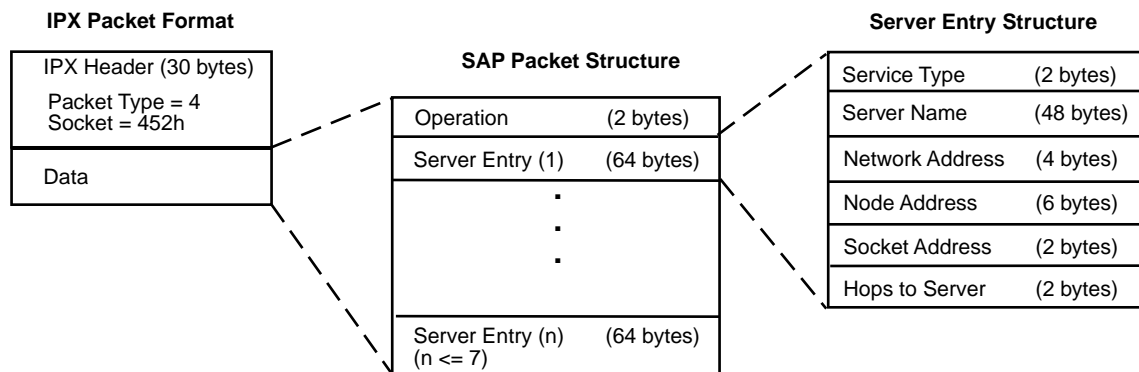 IPX Packet Format
IPX Header (30 bytes)
Packet Type = 4
Socket = 452h
Data
SAP Packet Structure
Operation (2 bytes)
Server Entry (1) (64 bytes)
.
.
.
Server Entry (n) (64 bytes)
(n <= 7)
Server Entry Structure
Service Type (2 bytes)
Server Name (48 bytes)
Network Address (4 bytes)
Node Address (6 bytes)
Socket Address (2 bytes)
Hops to Server (2 bytes)